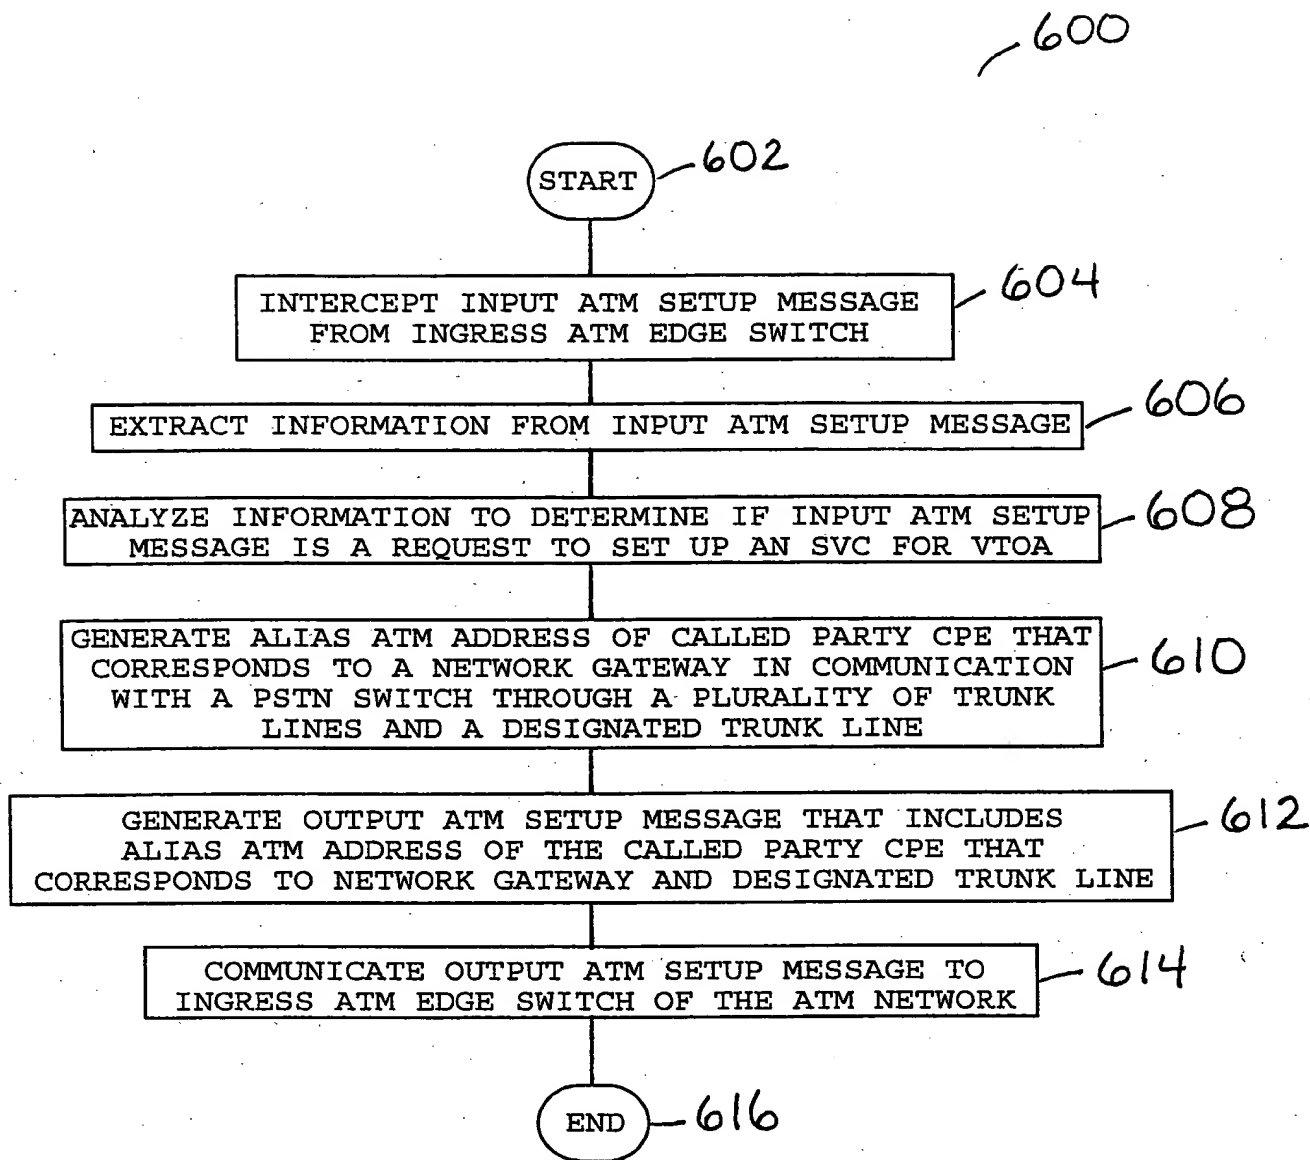 600
START
602
INTERCEPT INPUT ATM SETUP MESSAGE
FROM INGRESS ATM EDGE SWITCH
604
EXTRACT INFORMATION FROM INPUT ATM SETUP MESSAGE
606
ANALYZE INFORMATION TO DETERMINE IF INPUT ATM SETUP
MESSAGE IS A REQUEST TO SET UP AN SVC FOR VTOA
608
GENERATE ALIAS ATM ADDRESS OF CALLED PARTY CPE THAT
CORRESPONDS TO A NETWORK GATEWAY IN COMMUNICATION
WITH A PSTN SWITCH THROUGH A PLURALITY OF TRUNK
LINES AND A DESIGNATED TRUNK LINE
610
GENERATE OUTPUT ATM SETUP MESSAGE THAT INCLUDES
ALIAS ATM ADDRESS OF THE CALLED PARTY CPE THAT
CORRESPONDS TO NETWORK GATEWAY AND DESIGNATED TRUNK LINE
612
COMMUNICATE OUTPUT ATM SETUP MESSAGE TO
INGRESS ATM EDGE SWITCH OF THE ATM NETWORK
614
END
616